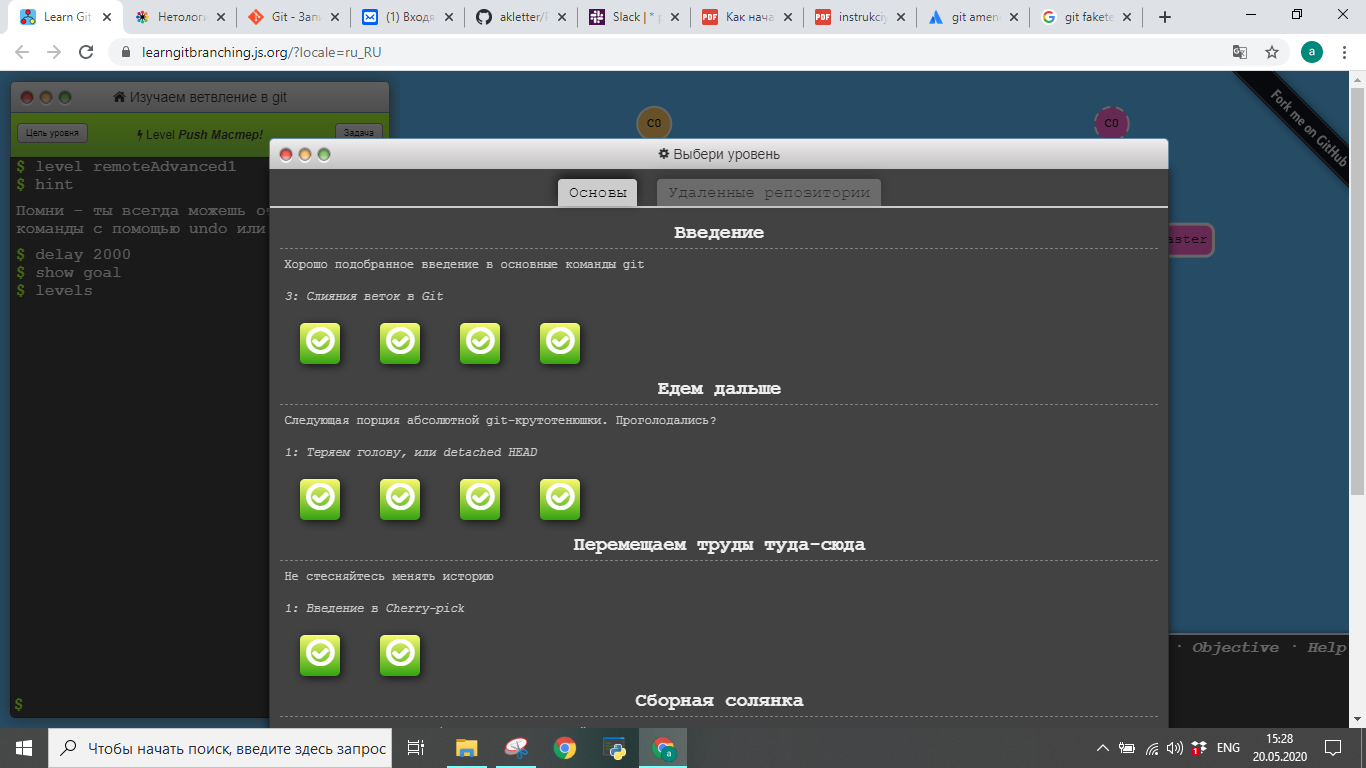 Learn Git
Нетологи
Git - Запи
(1) Входя
akletter/
Slack | *
Как нача
instrukci
git amen
git fakete
learngitbranching.js.org/?locale=ru_RU
a
Изучаем ветвление в git
Цель уровня
Level Push Мастер!
Задача
$ level remoteAdvanced1
$ hint
Помни - ты всегда можешь
команды с помощью undo или
$ delay 2000
$ show goal
$ levels
$
C0
C0
aster
Fork me on GitHub
Выбери уровень
Основы
Удаленные репозитории
Введение
Хорошо подобранное введение в основные команды git
3: Слияния веток в Git
Едем дальше
Следующая порция абсолютной git-крутотенюшки. Проголодались?
1: Теряем голову, или detached HEAD
Перемещаем труды туда-сюда
Не стесняйтесь менять историю
1: Введение в Cherry-pick
Сборная солянка
· Objective · Help
Чтобы начать поиск, введите здесь запрос
ENG
15:28
20.05.2020